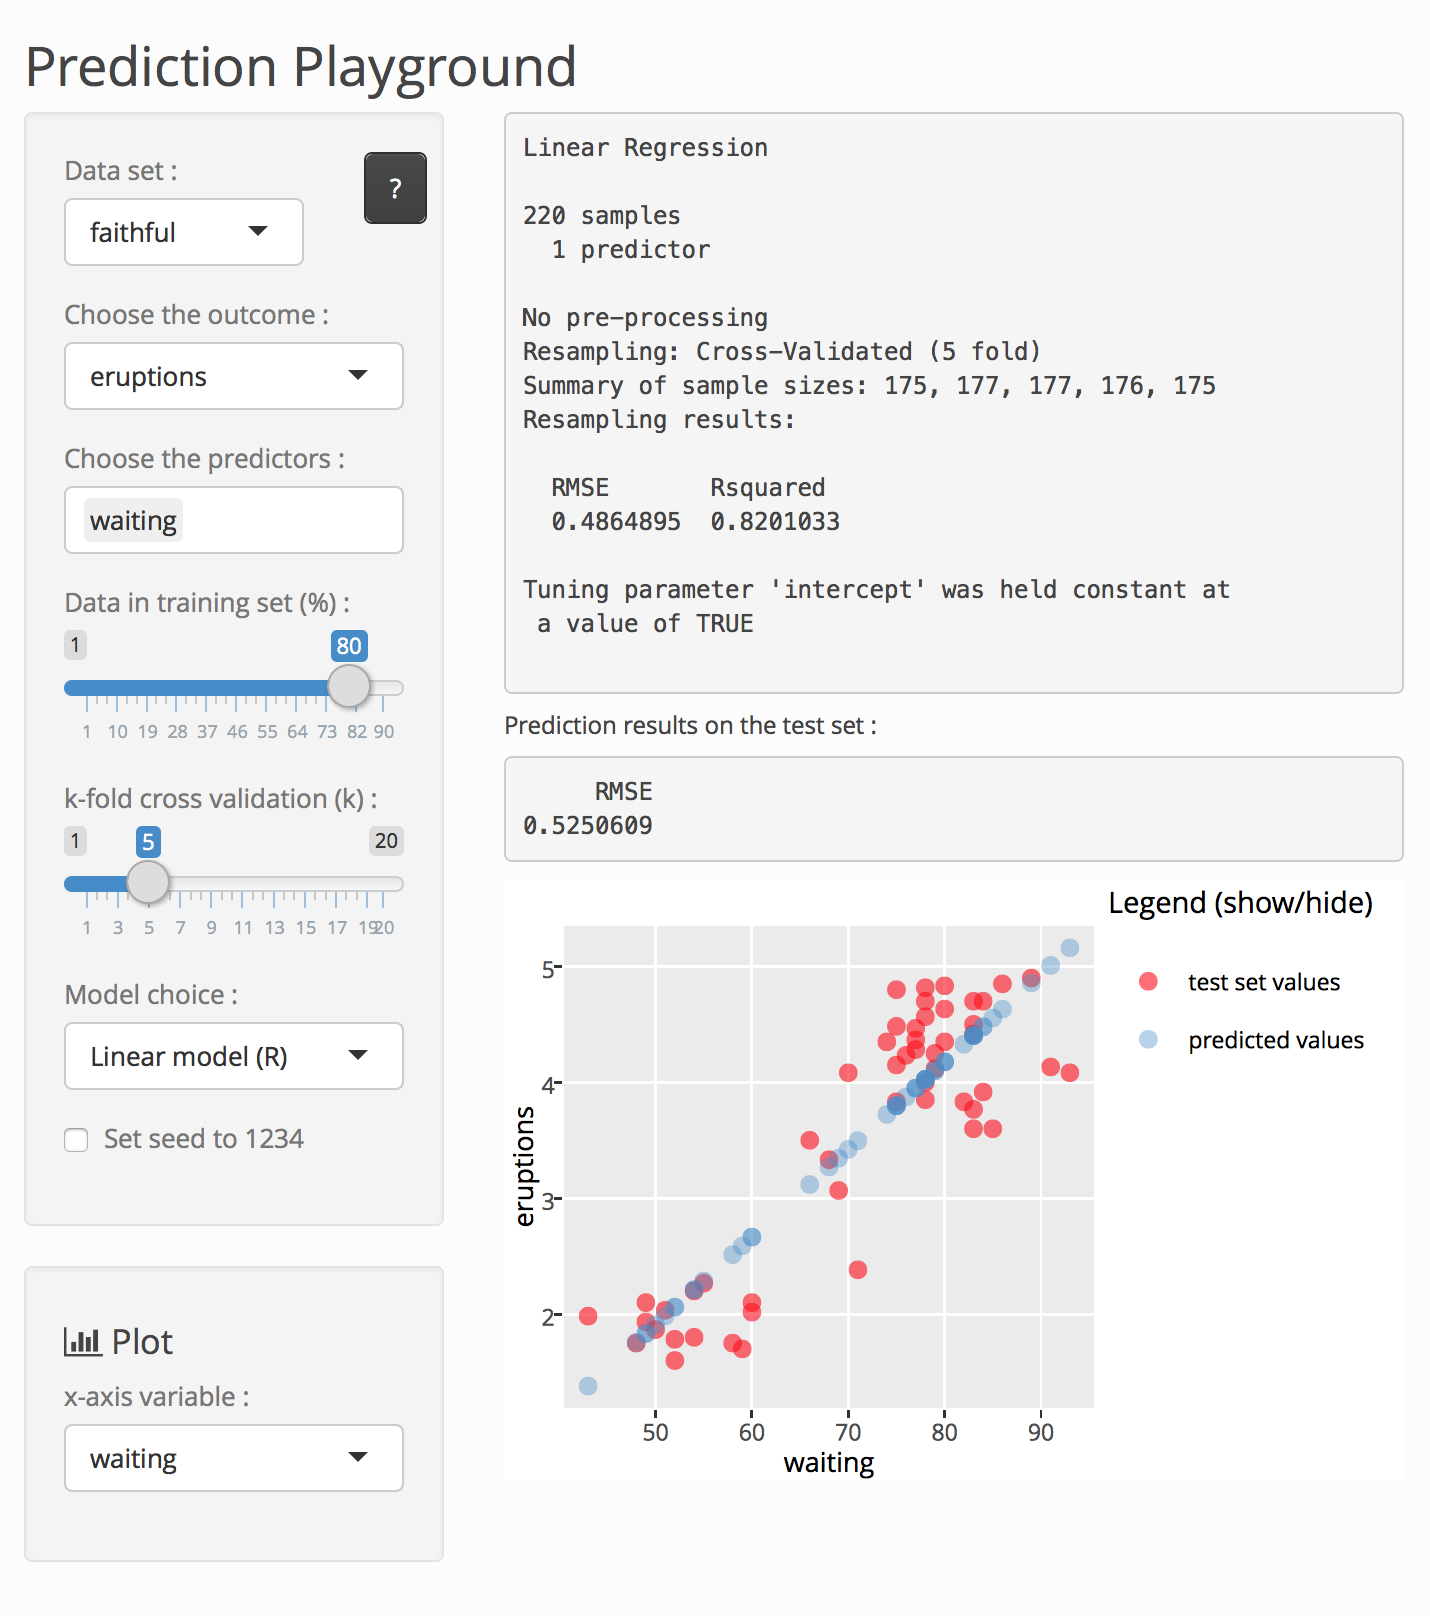 Prediction Playground
Data set :
?
faithful
Choose the outcome :
eruptions
Choose the predictors :
waiting
Data in training set (%) :
1
80
1 10 19 28 37 46 55 64 73 82 90
k-fold cross validation (k) :
1 5 20
1 3 5 7 9 11 13 15 17 19 20
Model choice :
Linear model (R)
Set seed to 1234
Plot
x-axis variable :
waiting
Linear Regression
220 samples
1 predictor
No pre-processing
Resampling: Cross-Validated (5 fold)
Summary of sample sizes: 175, 177, 177, 176, 175
Resampling results:
RMSE Rsquared
0.4864895 0.8201033
Tuning parameter 'intercept' was held constant at
a value of TRUE
Prediction results on the test set :
RMSE
0.5250609
Legend (show/hide)
test set values
predicted values
5
4
3
2
eruptions
50 60 70 80 90
waiting